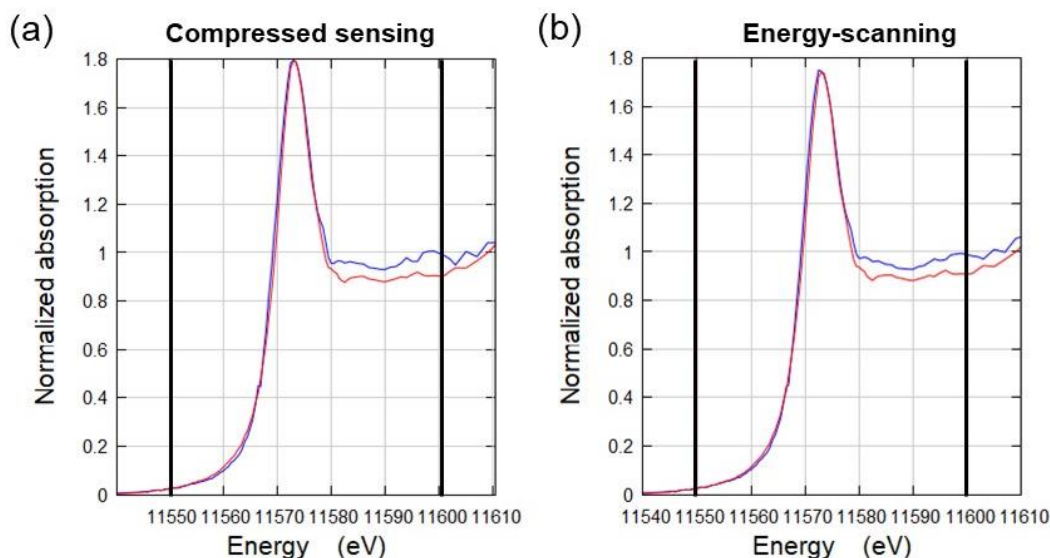 (a)
Compressed sensing
Normalized absorption
1.8
1.6
1.4
1.2
1
0.8
0.6
0.4
0.2
0
11550 11560 11570 11580 11590 11600 11610
Energy (eV)
(b)
Energy-scanning
Normalized absorption
1.8
1.6
1.4
1.2
1
0.8
0.6
0.4
0.2
0
11540 11550 11560 11570 11580 11590 11600 11610
Energy (eV)